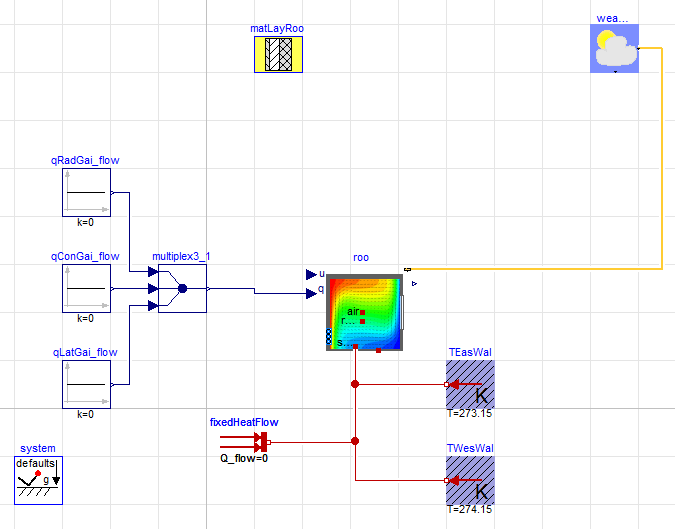 matLayRoo
wea...
qRadGai_flow
k=0
qConGai_flow
multiplex3_1
roo
u
q
k=0
air
r...
s...
qLatGai_flow
TEasWal
K
k=0
T=273.15
fixedHeatFlow
Q_flow=0
system
defaults
g
TWesWal
K
T=274.15